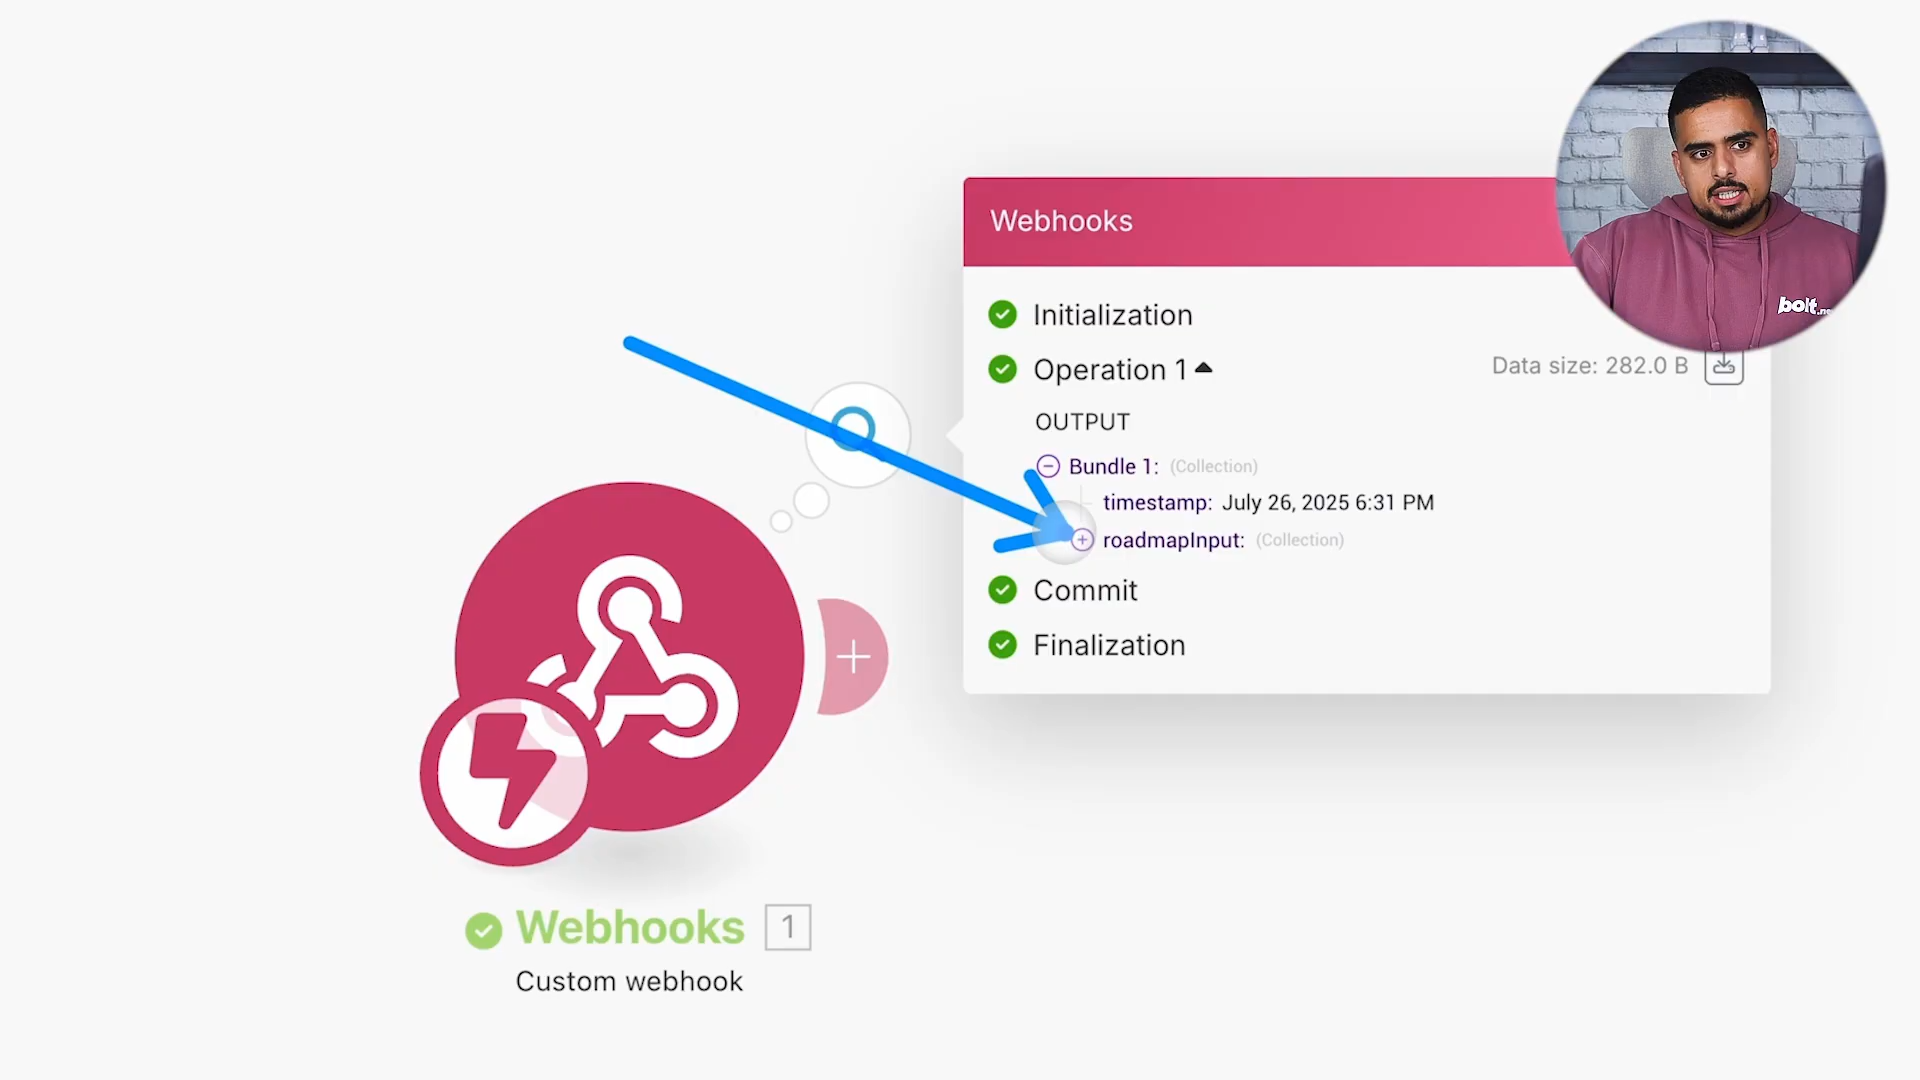 Webhooks
Initialization
Operation 1
Data size: 282.0 B
OUTPUT
Bundle 1: (Collection)
timestamp: July 26, 2025 6:31 PM
roadmapInput: (Collection)
Commit
Finalization
bolt.ne
Webhooks 1
Custom webhook